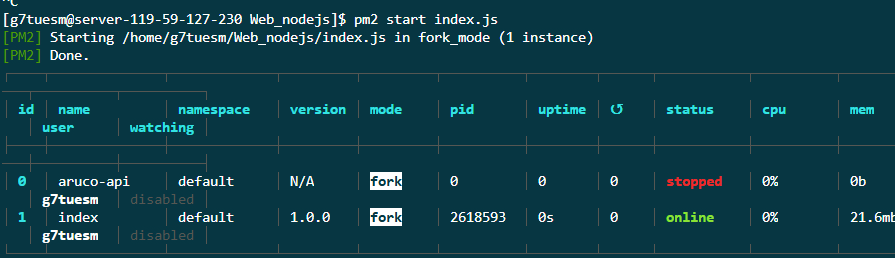 ^C
[g7tuesm@server-119-59-127-230 Web_nodejs]$ pm2 start index.js
[PM2] Starting /home/g7tuesm/Web_nodejs/index.js in fork_mode (1 instance)
[PM2] Done.
id name namespace version mode pid uptime ↺ status cpu mem
user watching
0 aruco-api default N/A fork 0 0 0 stopped 0% 0b
g7tuesm disabled
1 index default 1.0.0 fork 2618593 0s 0 online 0% 21.6mb
g7tuesm disabled